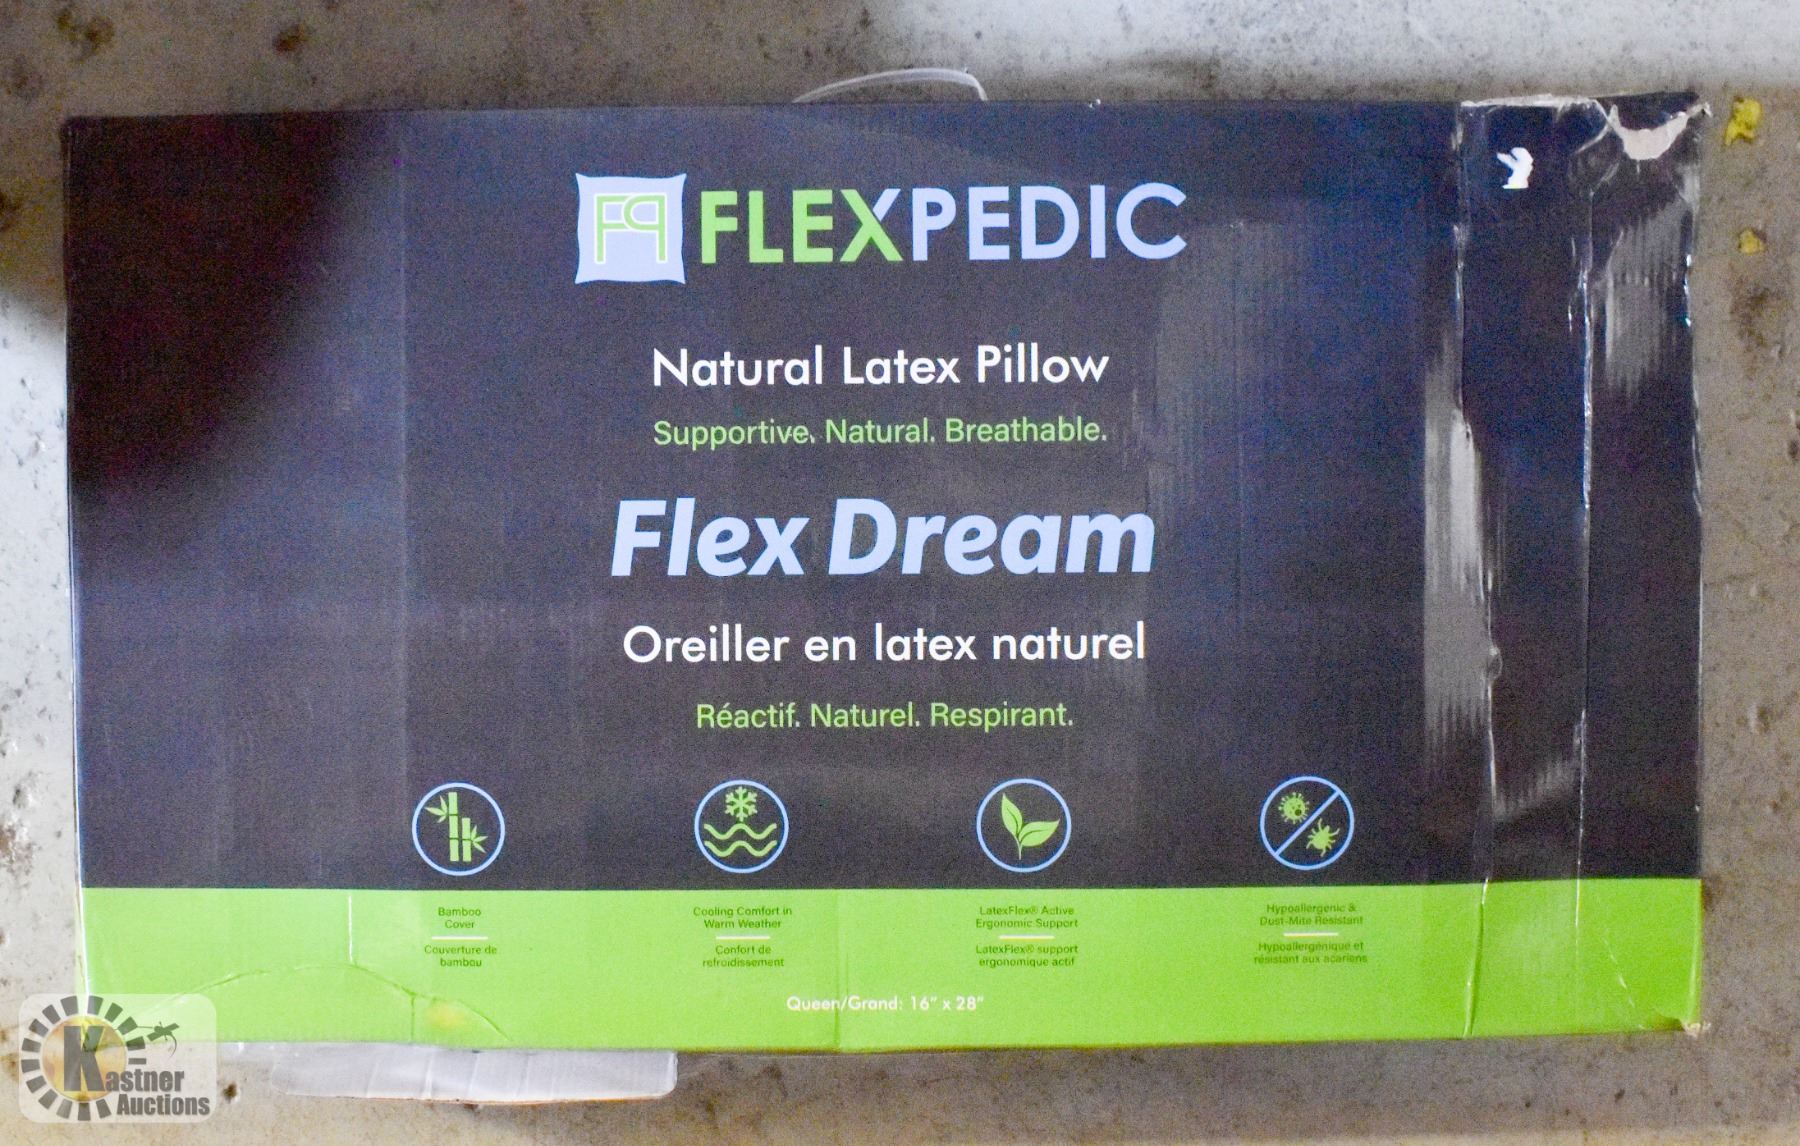 FP FLEXPEDIC
Natural Latex Pillow
Supportive. Natural. Breathable.
Flex Dream
Oreiller en latex naturel
Réactif. Naturel. Respirant.
Bamboo
Cover
Couverture de
bambou
Cooling Comfort in
Warm Weather
Confort de
refroidissement
LatexFlex® Active
Ergonomic Support
LatexFlex® support
ergonomique actif
Hypoallergenic &
Dust-Mite Resistant
Hypoallergénique et
résistant aux acariens
Queen/Grand: 16” x 28”
Kastner
Auctions